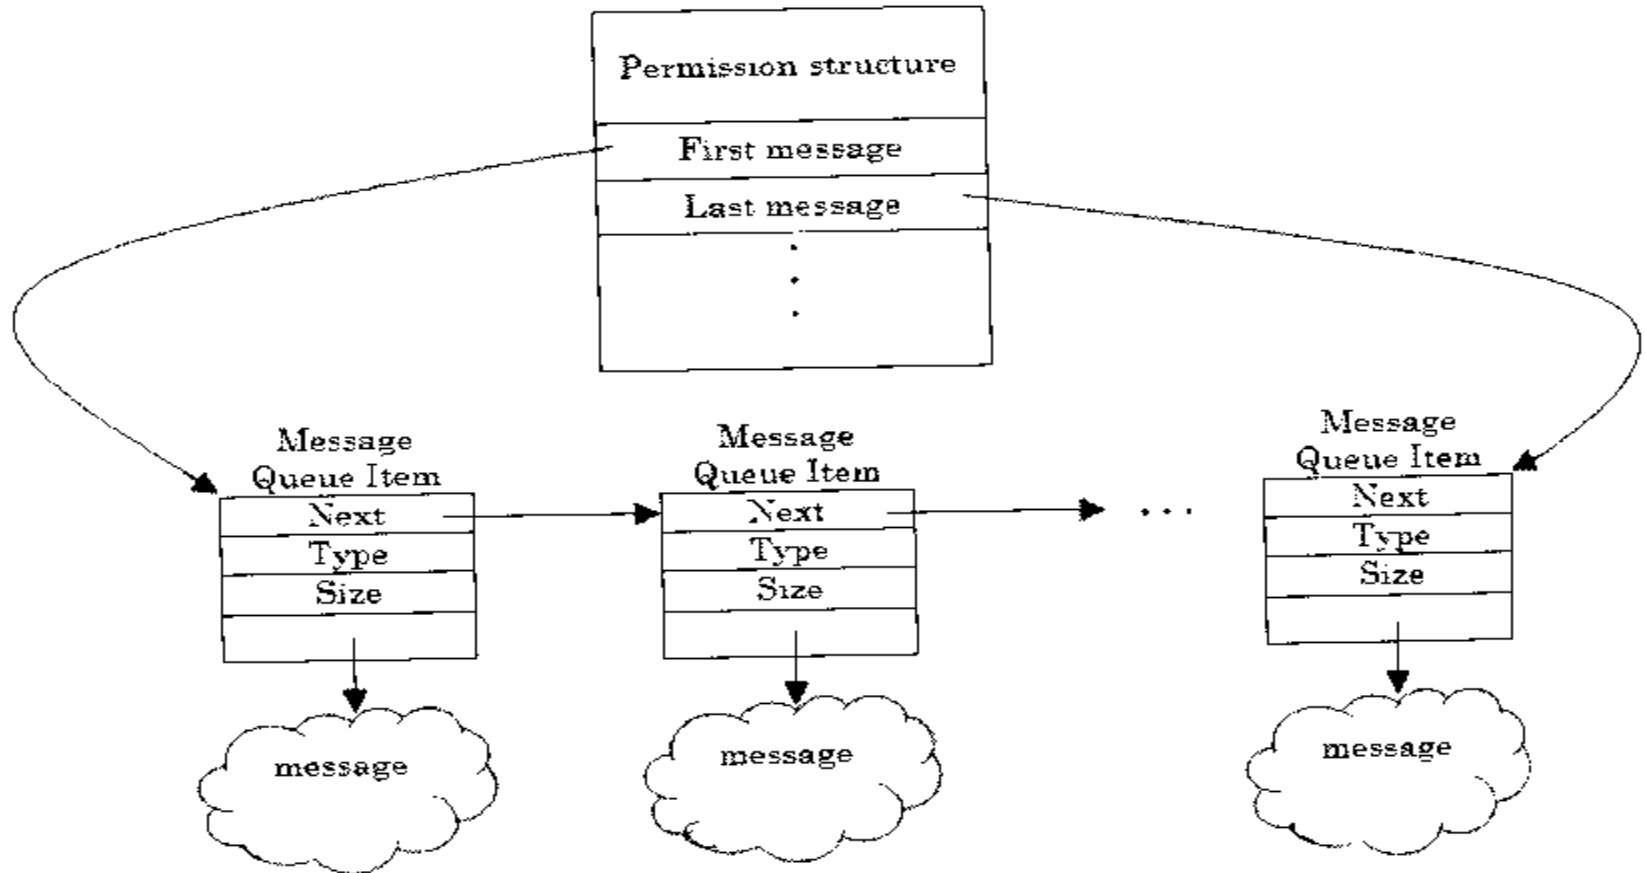 Permission structure
First message
Last message
Message
Queue Item
Next
Type
Size
message
Message
Queue Item
Next
Type
Size
message
...
Message
Queue Item
Next
Type
Size
message